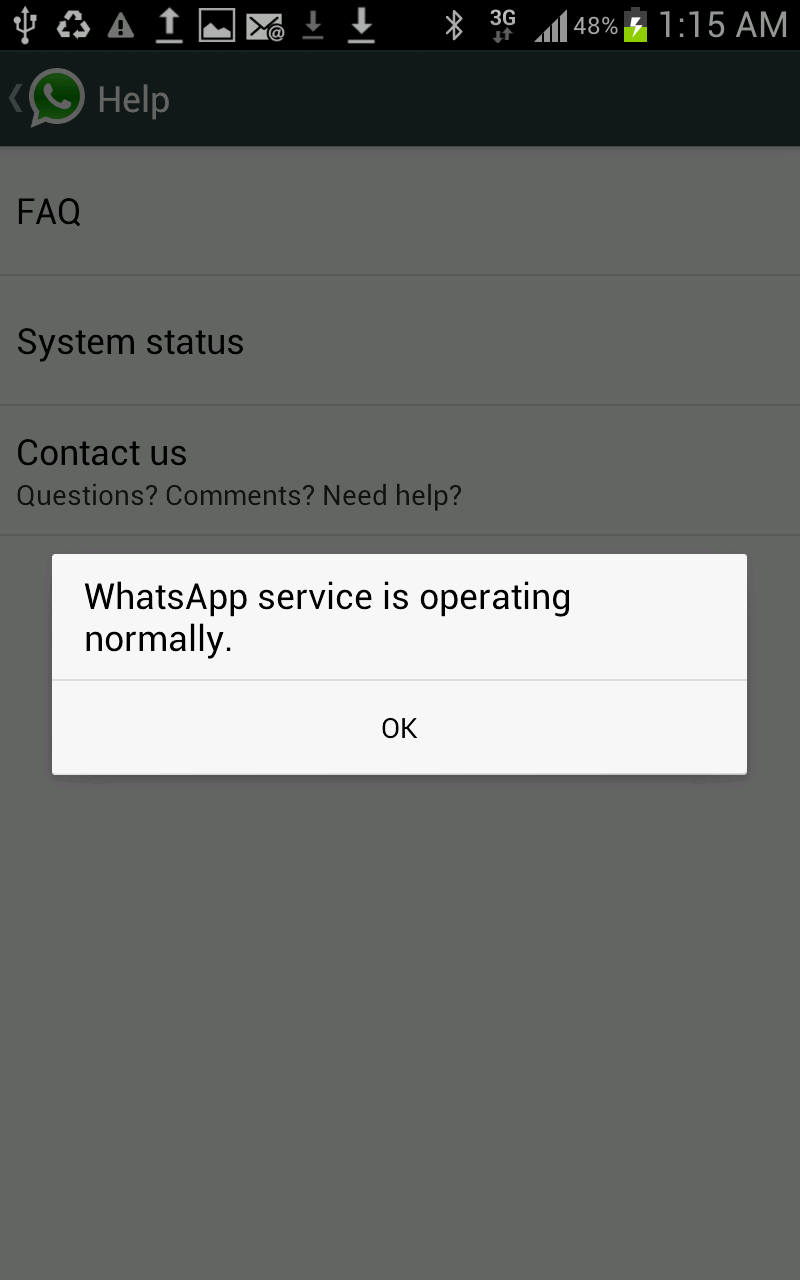 3G 48% 1:15 AM
Help
FAQ
System status
Contact us
Questions? Comments? Need help?
WhatsApp service is operating
normally.
OK